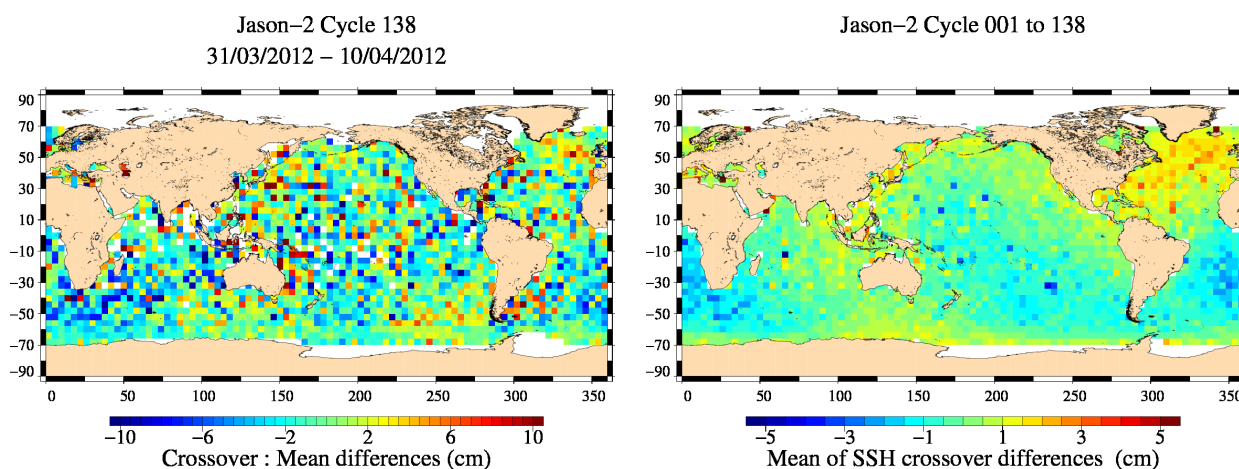 Jason−2 Cycle 138
31/03/2012 − 10/04/2012
90
70
50
30
10
−10
−30
−50
−70
−90
0 50 100 150 200 250 300 350
−10 −6 −2 2 6 10
Crossover : Mean differences (cm)
Jason−2 Cycle 001 to 138
90
70
50
30
10
−10
−30
−50
−70
−90
0 50 100 150 200 250 300 350
−5 −3 −1 1 3 5
Mean of SSH crossover differences (cm)